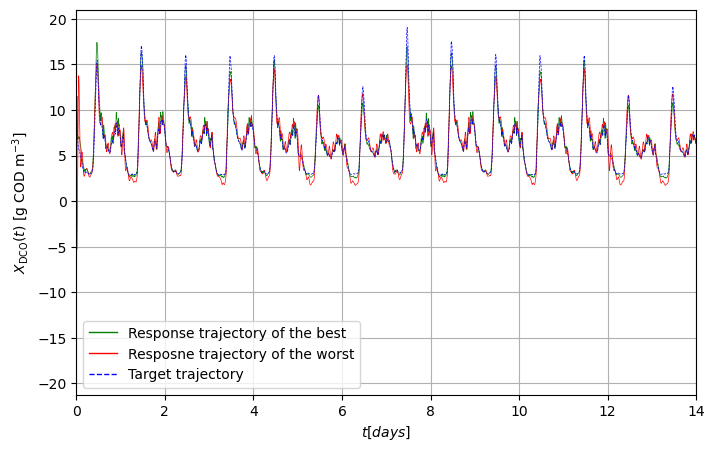 20
15
10
5
0
−5
−10
−15
−20
X_DCO(t) [g COD m⁻³]
Response trajectory of the best
Resposne trajectory of the worst
Target trajectory
0 2 4 6 8 10 12 14
t[days]